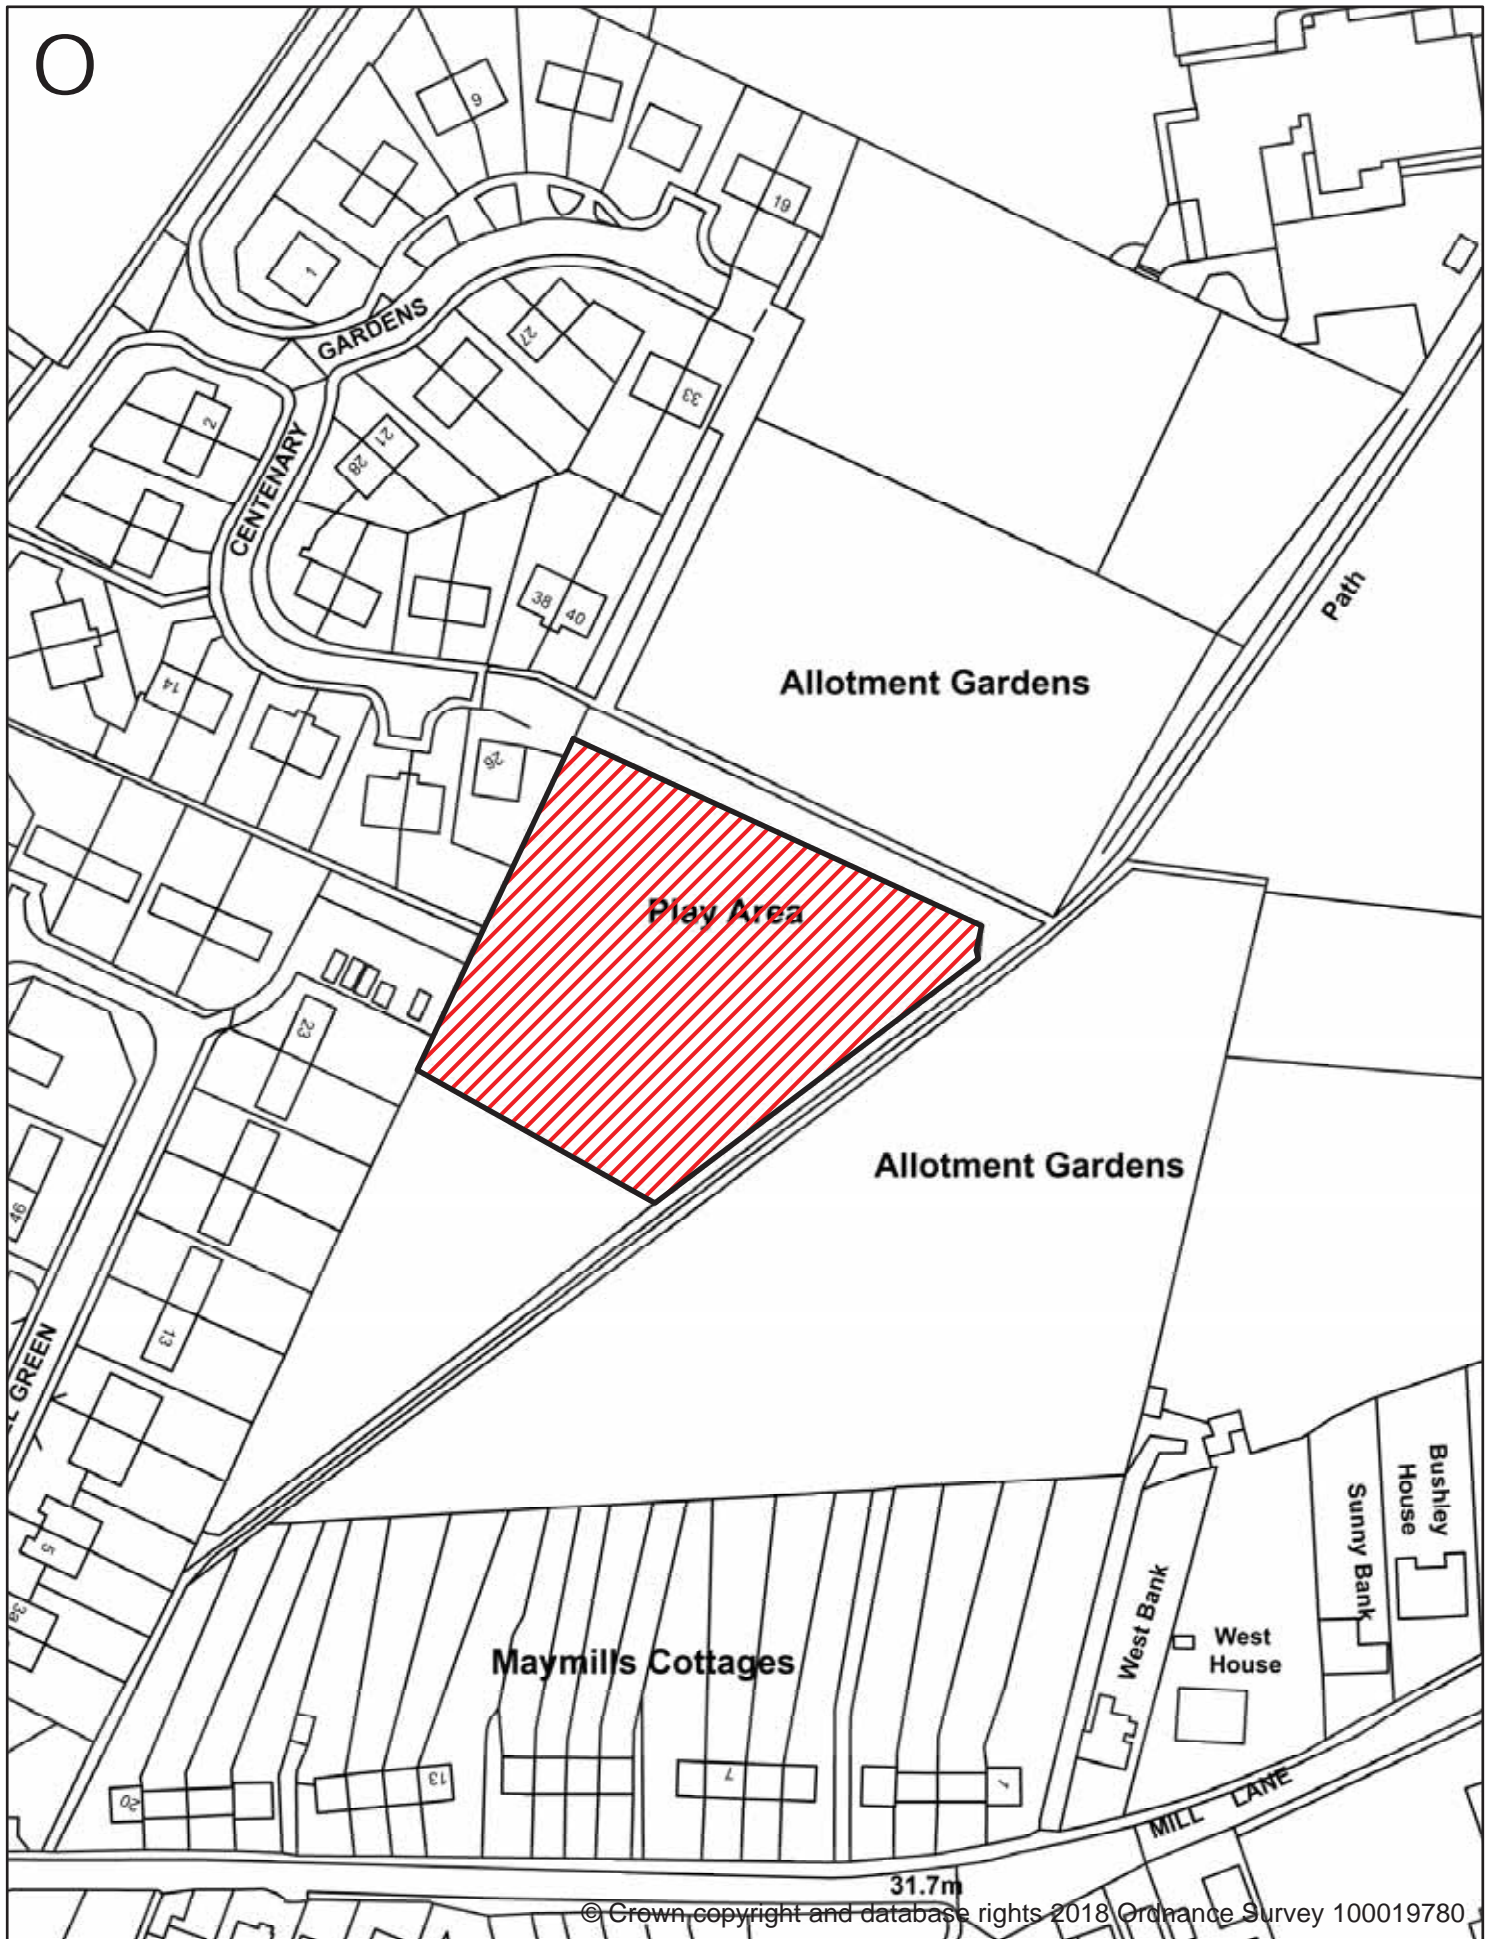 O
9
19
1
GARDENS
27
33
2
21
28
CENTENARY
38
40
Path
14
Allotment Gardens
26
Play Area
23
Allotment Gardens
46
13
GREEN
5
3a
Bushley
House
Sunny Bank
West Bank
West
House
Maymills Cottages
20
13
7
1
MILL LANE
31.7m
© Crown copyright and database rights 2018 Ordnance Survey 100019780